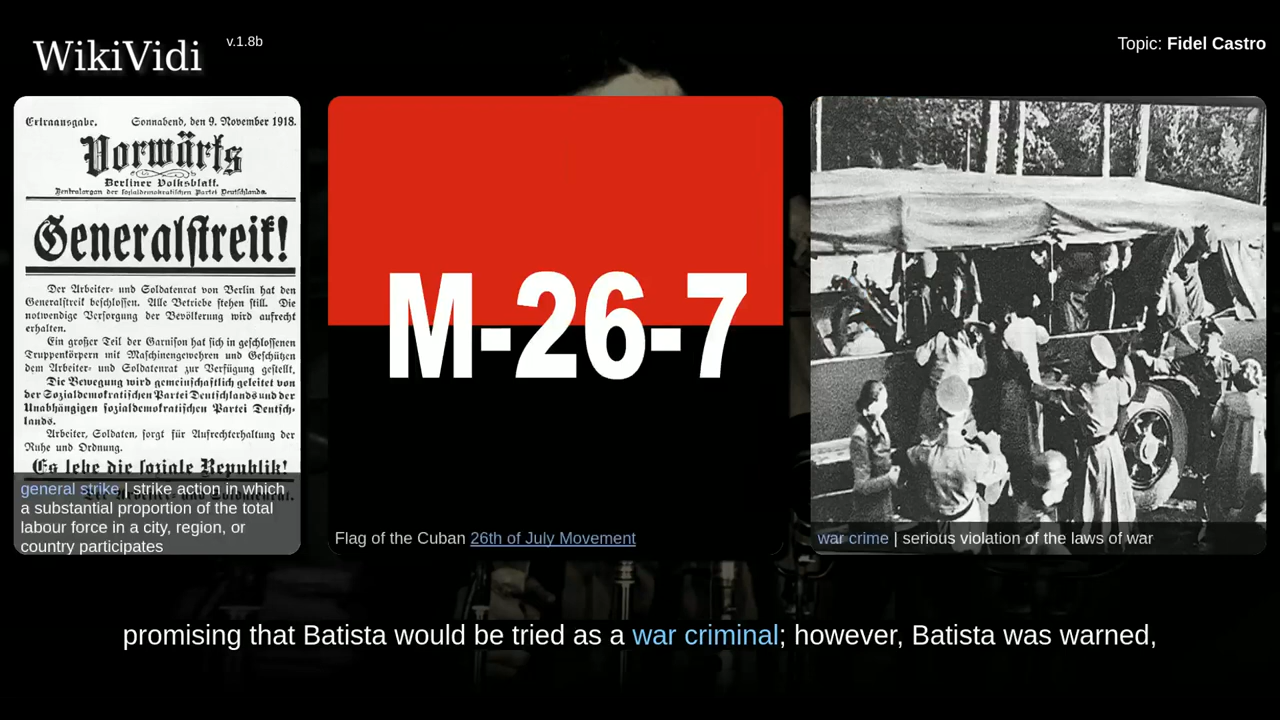 WikiVidi
v.1.8b
Topic: Fidel Castro
Extraausgabe. Sonnabend, den 9. November 1918.
Vorwärts
Berliner Volksblatt.
Zentralorgan der sozialdemokratischen Partei Deutschlands.
Generalstreik!
Der Arbeiter- und Soldatenrat von Berlin hat den
Generalstreik beschlossen. Alle Betriebe stehen still. Die
notwendige Versorgung der Bevölkerung wird aufrecht
erhalten.
Ein großer Teil der Garnison hat sich in geschlossenen
Truppenkörpern mit Maschinengewehren und Geschützen
dem Arbeiter- und Soldatenrat zur Verfügung gestellt.
Die Bewegung wird gemeinschaftlich geleitet von
der Sozialdemokratischen Partei Deutschlands und der
Unabhängigen sozialdemokratischen Partei Deutsch-
lands.
Arbeiter, Soldaten, sorgt für Aufrechterhaltung der
Ruhe und Ordnung.
Es lebe die soziale Republik!
Der Arbeiter- und Soldatenrat.
general strike | strike action in which
a substantial proportion of the total
labour force in a city, region, or
country participates
M-26-7
Flag of the Cuban 26th of July Movement
war crime | serious violation of the laws of war
promising that Batista would be tried as a war criminal; however, Batista was warned,